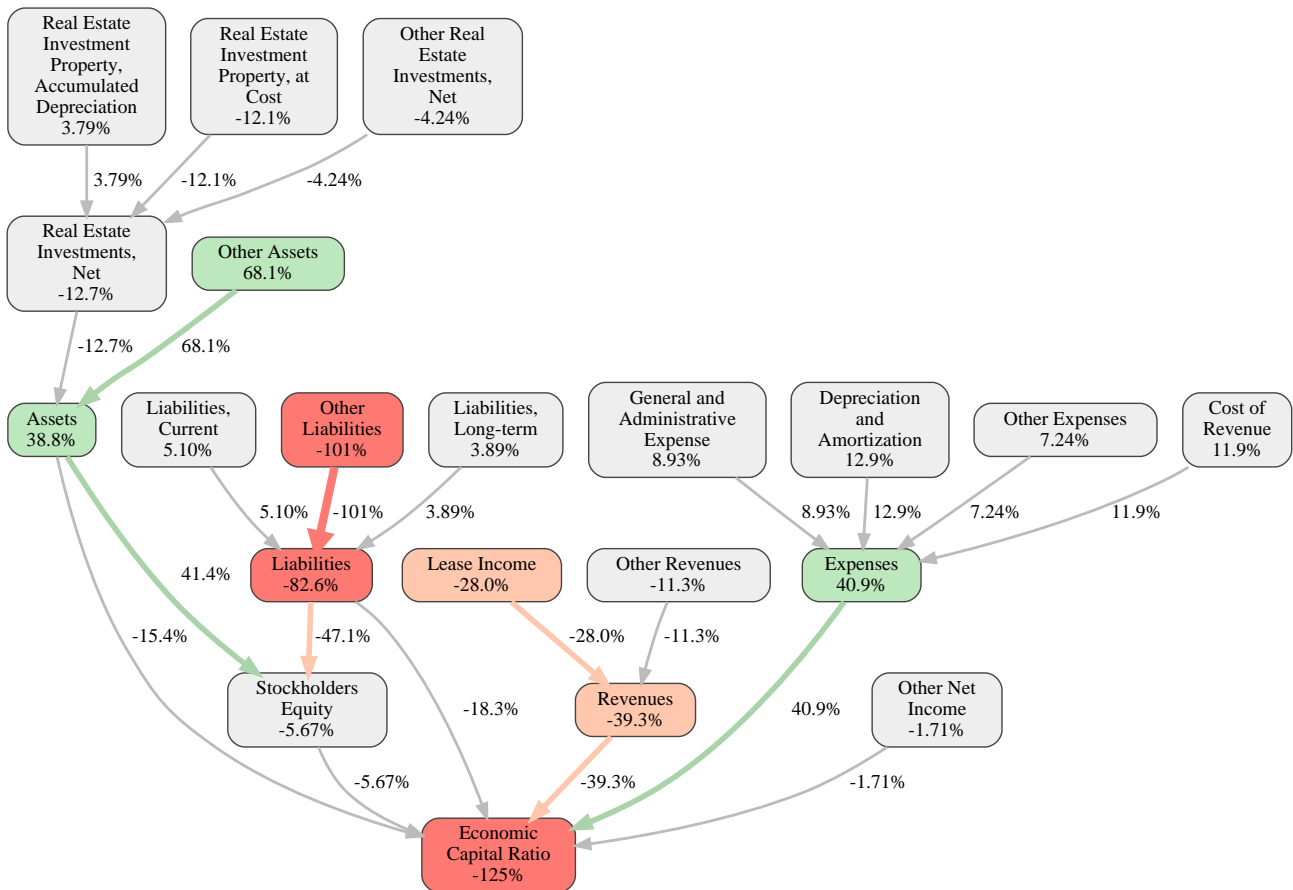 Real Estate
Investment
Property,
Accumulated
Depreciation
3.79%
Real Estate
Investment
Property, at
Cost
-12.1%
Other Real
Estate
Investments,
Net
-4.24%
3.79%
-12.1%
-4.24%
Real Estate
Investments,
Net
-12.7%
Other Assets
68.1%
-12.7%
68.1%
Assets
38.8%
Liabilities,
Current
5.10%
Other
Liabilities
-101%
Liabilities,
Long-term
3.89%
General and
Administrative
Expense
8.93%
Depreciation
and
Amortization
12.9%
Other Expenses
7.24%
Cost of
Revenue
11.9%
5.10%
-101%
3.89%
8.93%
12.9%
7.24%
11.9%
Liabilities
-82.6%
Lease Income
-28.0%
Other Revenues
-11.3%
Expenses
40.9%
41.4%
-15.4%
-47.1%
-28.0%
-11.3%
Stockholders
Equity
-5.67%
-18.3%
Revenues
-39.3%
40.9%
Other Net
Income
-1.71%
-5.67%
-39.3%
-1.71%
Economic
Capital Ratio
-125%